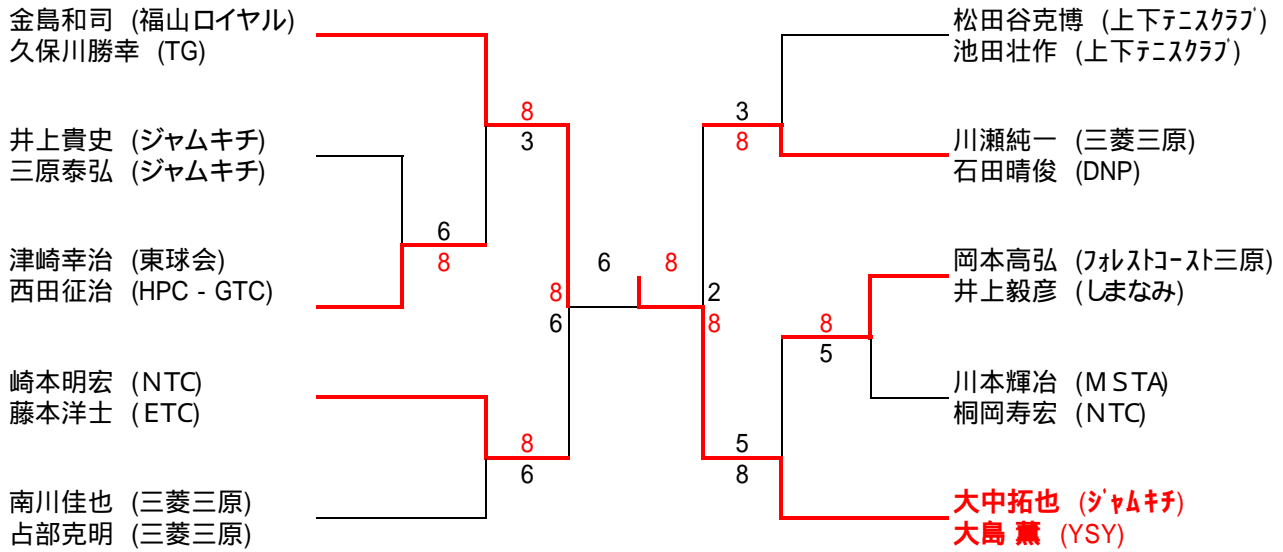 金島和司 (福山ロイヤル)
久保川勝幸 (TG)
井上貴史 (ジャムキチ)
三原泰弘 (ジャムキチ)
津崎幸治 (東球会)
西田征治 (HPC - GTC)
崎本明宏 (NTC)
藤本洋士 (ETC)
南川佳也 (三菱三原)
占部克明 (三菱三原)
8
3
6
8
8
6
8
6
6 8
3
8
2
8
8
5
5
8
松田谷克博 (上下テニスクラブ)
池田壮作 (上下テニスクラブ)
川瀬純一 (三菱三原)
石田晴俊 (DNP)
岡本高弘 (フォレストコースト三原)
井上毅彦 (しまなみ)
川本輝冶 (MSTA)
桐岡寿宏 (NTC)
大中拓也 (ジャムキチ)
大島 薫 (YSY)